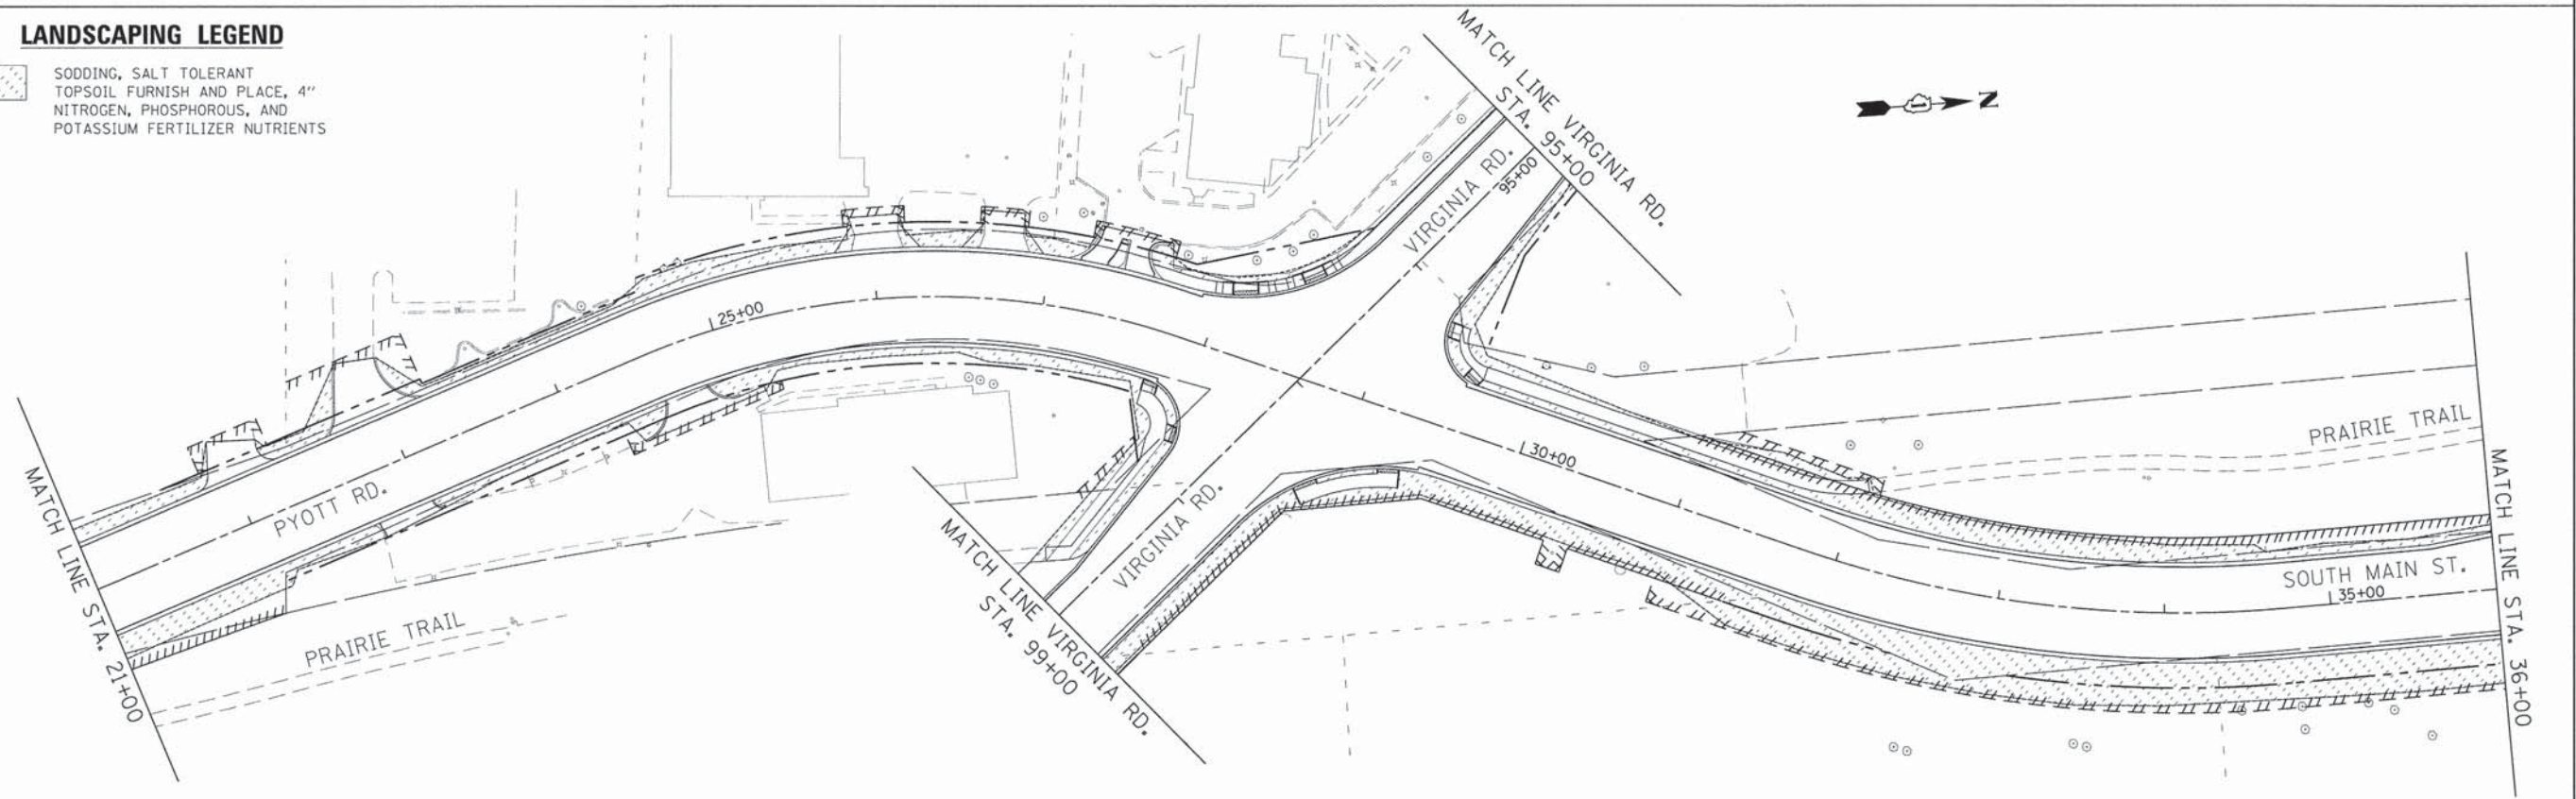 LANDSCAPING LEGEND
SODDING, SALT TOLERANT
TOPSOIL FURNISH AND PLACE, 4"
NITROGEN, PHOSPHOROUS, AND
POTASSIUM FERTILIZER NUTRIENTS
MATCH LINE VIRGINIA RD.
STA. 95+00
N
VIRGINIA RD.
95+00
25+00
30+00
PRAIRIE TRAIL
MATCH LINE STA. 21+00
PYOTT RD.
PRAIRIE TRAIL
VIRGINIA RD.
MATCH LINE VIRGINIA RD.
STA. 99+00
SOUTH MAIN ST.
35+00
MATCH LINE STA. 36+00